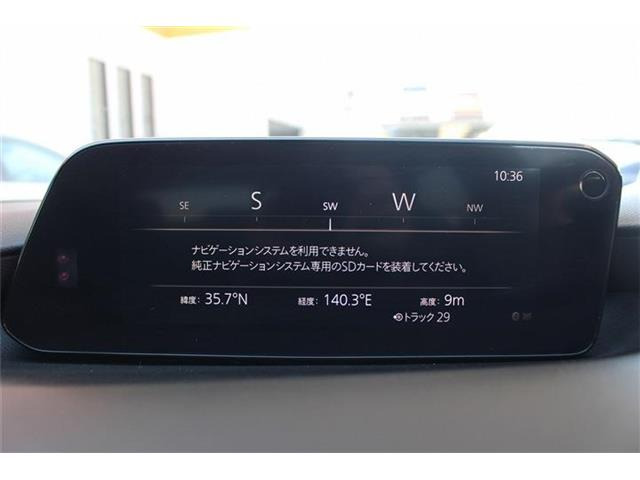 10:36
SE S SW W NW
ナビゲーションシステムを利用できません。
純正ナビゲーションシステム専用のSDカードを装着してください。
緯度: 35.7°N 経度: 140.3°E 高度: 9m
トラック 29